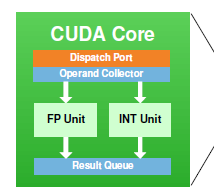 CUDA Core
Dispatch Port
Operand Collector
FP Unit
INT Unit
Result Queue